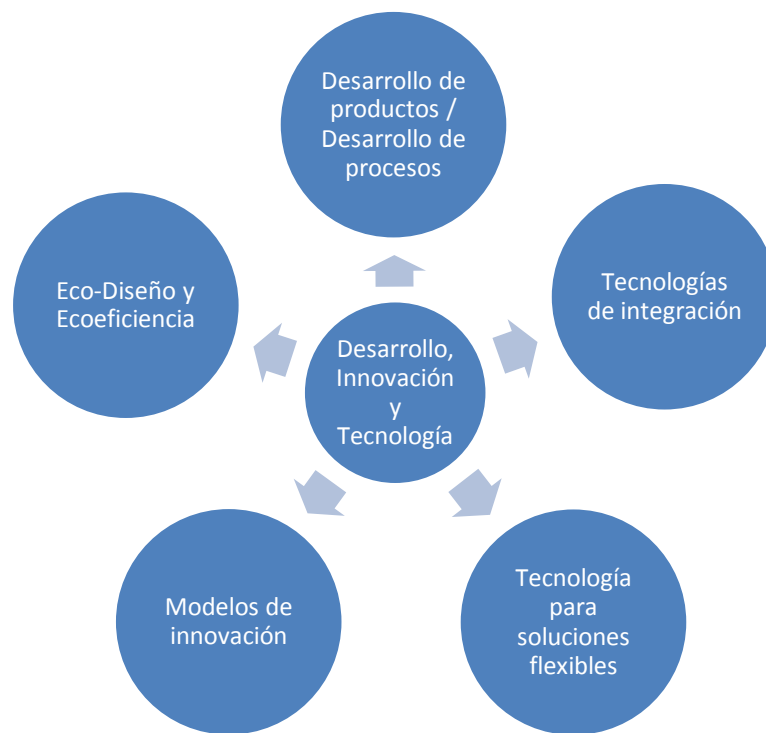 Desarrollo de
productos /
Desarrollo de
procesos
Tecnologías
de integración
Tecnología
para
soluciones
flexibles
Modelos de
innovación
Eco-Diseño y
Ecoeficiencia
Desarrollo,
Innovación
y
Tecnología